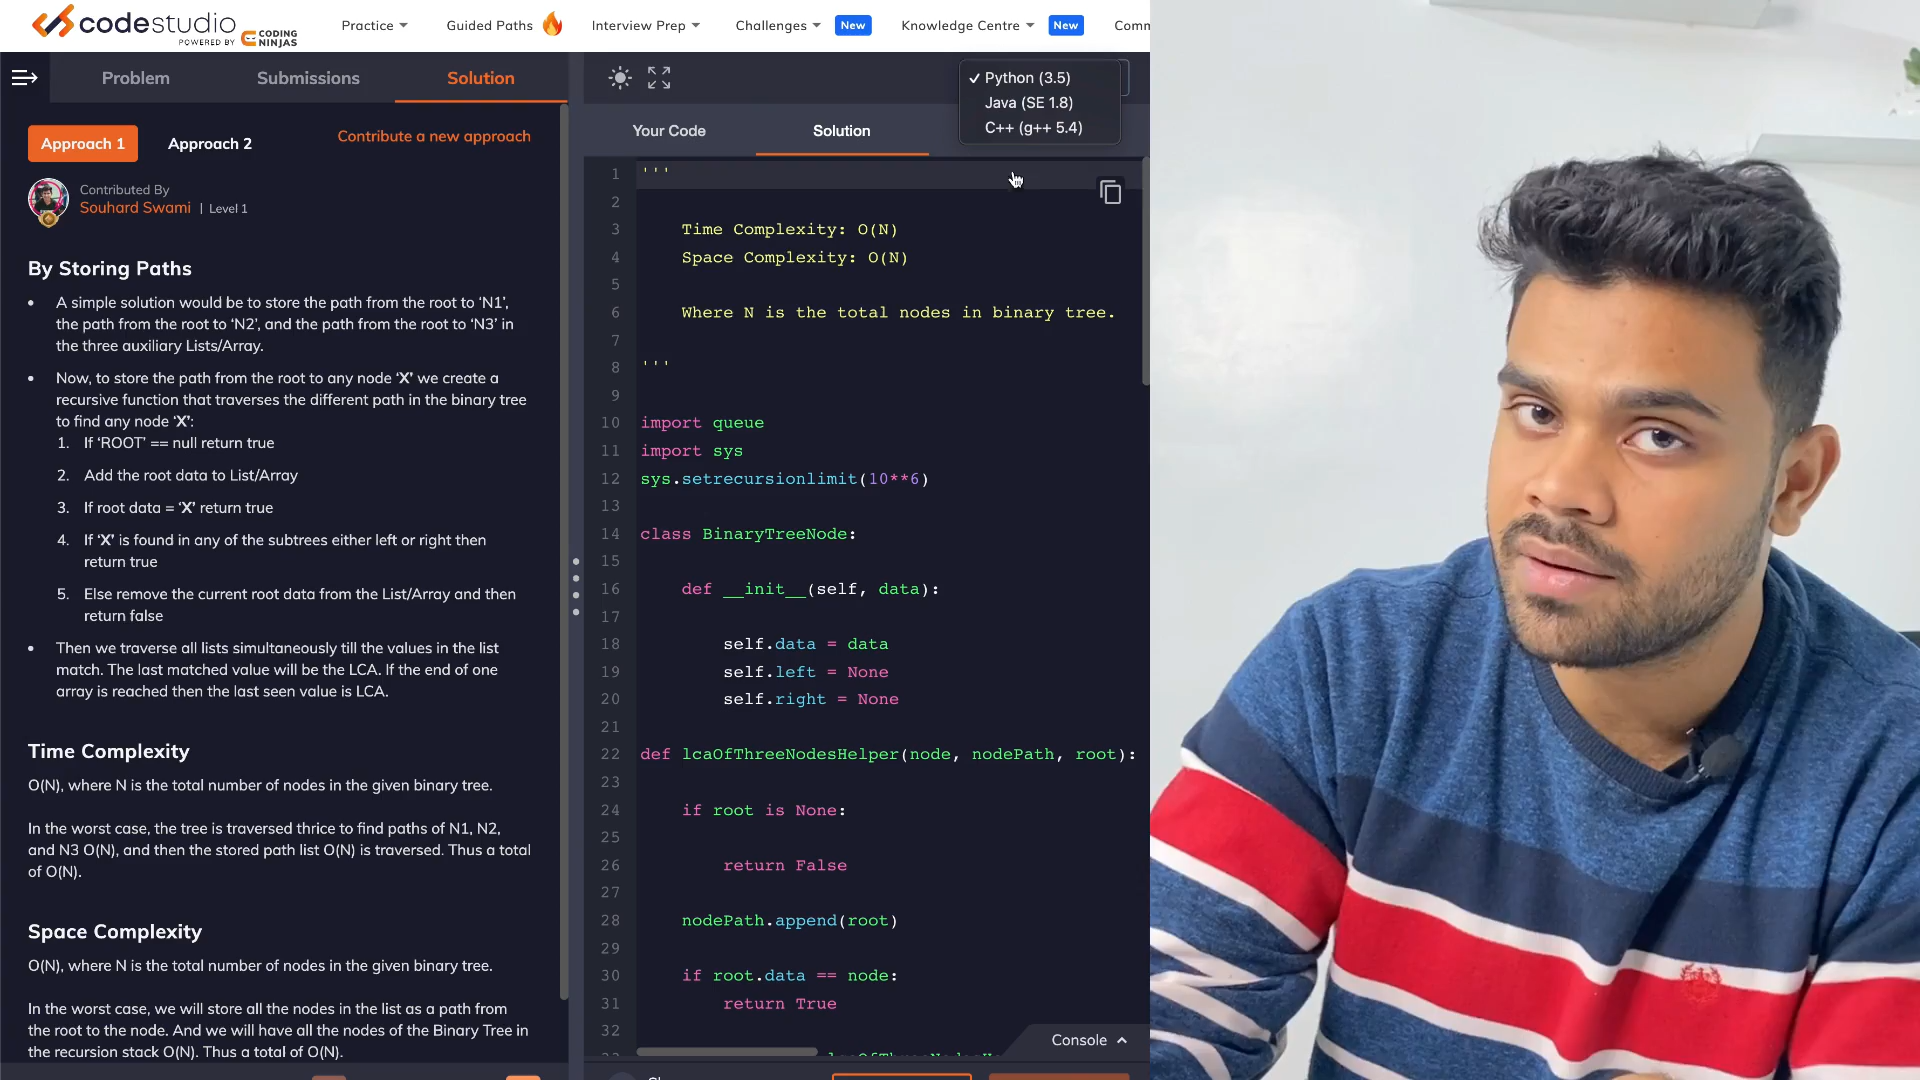 codestudio
POWERED BY CODING NINJAS
Practice
Guided Paths
Interview Prep
Challenges
New
Knowledge Centre
New
Comm
Problem
Submissions
Solution
Approach 1
Approach 2
Contribute a new approach
Contributed By
Souhard Swami | Level 1
By Storing Paths
• A simple solution would be to store the path from the root to ‘N1’,
the path from the root to ‘N2’, and the path from the root to ‘N3’ in
the three auxiliary Lists/Array.
• Now, to store the path from the root to any node ‘X’ we create a
recursive function that traverses the different path in the binary tree
to find any node ‘X’:
1. If ‘ROOT’ == null return true
2. Add the root data to List/Array
3. If root data = ‘X’ return true
4. If ‘X’ is found in any of the subtrees either left or right then
return true
5. Else remove the current root data from the List/Array and then
return false
• Then we traverse all lists simultaneously till the values in the list
match. The last matched value will be the LCA. If the end of one
array is reached then the last seen value is LCA.
Time Complexity
O(N), where N is the total number of nodes in the given binary tree.
In the worst case, the tree is traversed thrice to find paths of N1, N2,
and N3 O(N), and then the stored path list O(N) is traversed. Thus a total
of O(N).
Space Complexity
O(N), where N is the total number of nodes in the given binary tree.
In the worst case, we will store all the nodes in the list as a path from
the root to the node. And we will have all the nodes of the Binary Tree in
the recursion stack O(N). Thus a total of O(N).
✓ Python (3.5)
Java (SE 1.8)
C++ (g++ 5.4)
Your Code
Solution
1 '''
2
3 Time Complexity: O(N)
4 Space Complexity: O(N)
5
6 Where N is the total nodes in binary tree.
7
8 '''
9
10 import queue
11 import sys
12 sys.setrecursionlimit(10**6)
13
14 class BinaryTreeNode:
15
16 def __init__(self, data):
17
18 self.data = data
19 self.left = None
20 self.right = None
21
22 def lcaOfThreeNodesHelper(node, nodePath, root):
23
24 if root is None:
25
26 return False
27
28 nodePath.append(root)
29
30 if root.data == node:
31 return True
32
Console